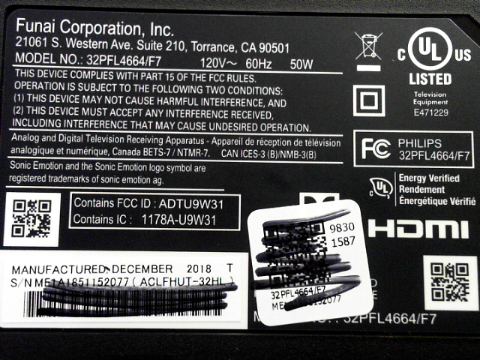 Funai Corporation, Inc.
21061 S. Western Ave. Suite 210, Torrance, CA 90501
MODEL NO.: 32PFL4664/F7 120V~ 60Hz 50W
THIS DEVICE COMPLIES WITH PART 15 OF THE FCC RULES.
OPERATION IS SUBJECT TO THE FOLLOWING TWO CONDITIONS:
(1) THIS DEVICE MAY NOT CAUSE HARMFUL INTERFERENCE, AND
(2) THIS DEVICE MUST ACCEPT ANY INTERFERENCE RECEIVED,
INCLUDING INTERFERENCE THAT MAY CAUSE UNDESIRED OPERATION.
Analog and Digital Television Receiving Apparatus - Appareil de réception de télévision
analogique et numérique, Canada BETS-7 / NTMR-7. CAN ICES-3 (B)/NMB-3(B)
Sonic Emotion and the Sonic Emotion logo symbol are
registered trademarks of sonic emotion ag.
Contains FCC ID : ADTU9W31
Contains iC : 1178A-U9W31
c UL US
LISTED
Television
Equipment
E471229
FC PHILIPS
32PFL4664/F7
Energy Verified
Rendement
Énergétique Vérifié
HDMI
9830
1587
32PFL4664/F7
MANUFACTURED DECEMBER 2018 T
S/N (ACLFHUT-32HL)
32PFL4664/F7